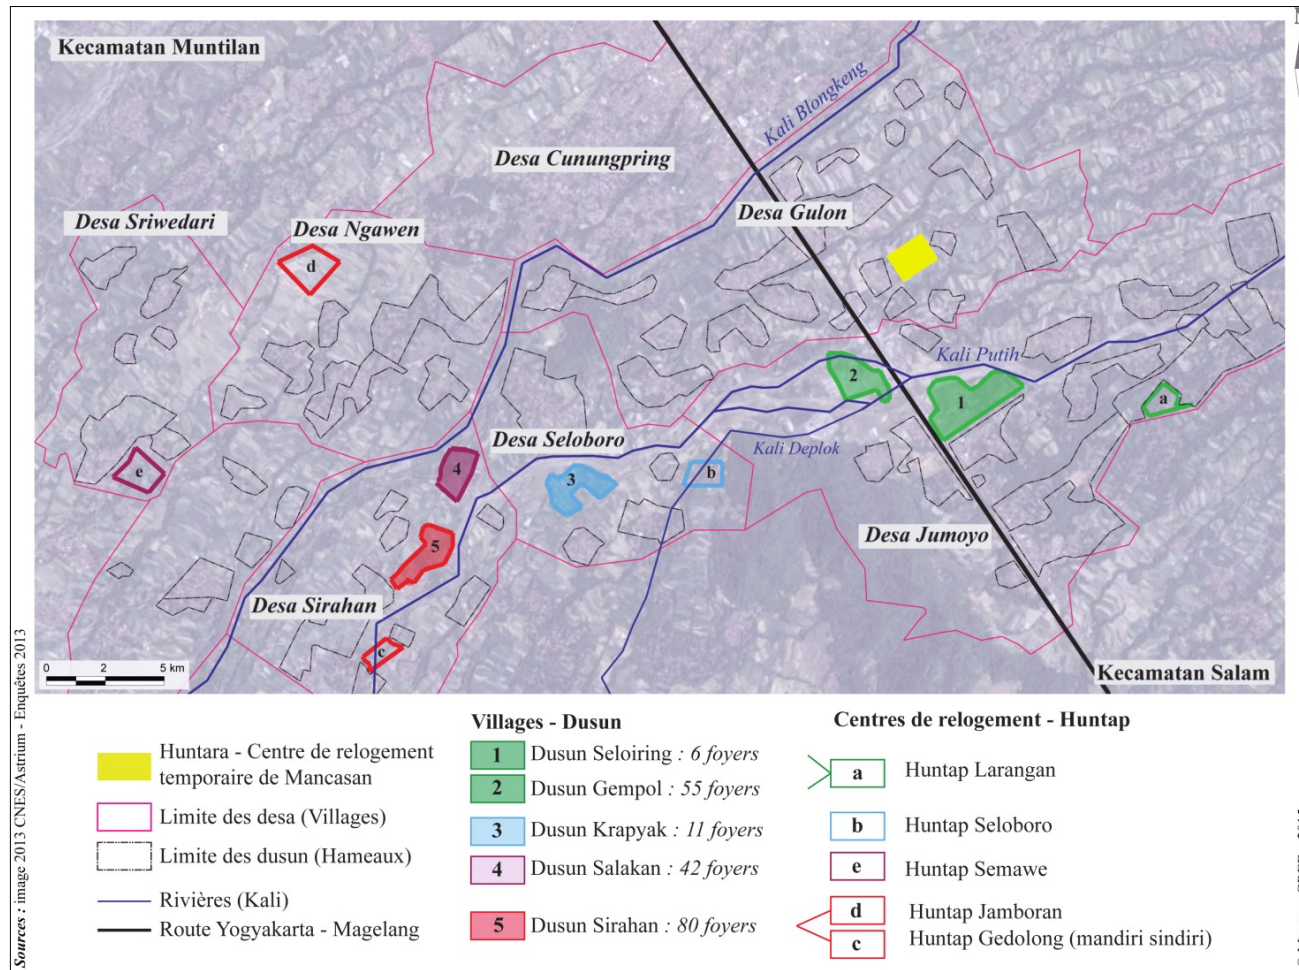 Kecamatan Muntilan
Kali Blongkeng
Desa Cunungpring
Desa Sriwedari
Desa Ngawen
Desa Gulon
d
Kali Putih
2
1
a
Desa Seloboro
Kali Deplok
e
4
3
b
5
Desa Jumoyo
Desa Sirahan
c
0 2 5 km
Kecamatan Salam
Sources : image 2013 CNES/Astrium - Enquêtes 2013
Huntara - Centre de relogement
temporaire de Mancasan
Limite des desa (Villages)
Limite des dusun (Hameaux)
Rivières (Kali)
Route Yogyakarta - Magelang
Villages - Dusun
1 Dusun Seloiring : 6 foyers
2 Dusun Gempol : 55 foyers
3 Dusun Krapyak : 11 foyers
4 Dusun Salakan : 42 foyers
5 Dusun Sirahan : 80 foyers
Centres de relogement - Huntap
a Huntap Larangan
b Huntap Seloboro
e Huntap Semawe
d Huntap Jamboran
c Huntap Gedolong (mandiri sindiri)